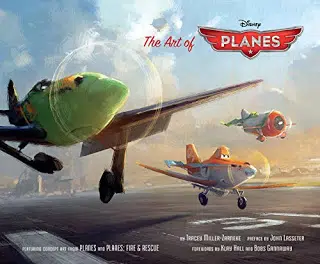 Disney
The Art of PLANES
BY TRACEY MILLER-ZARNEKE PREFACE BY JOHN LASSETER
FEATURING CONCEPT ART FROM PLANES AND PLANES: FIRE & RESCUE
FOREWORDS BY KLAY HALL AND BOBS GANNAWAY